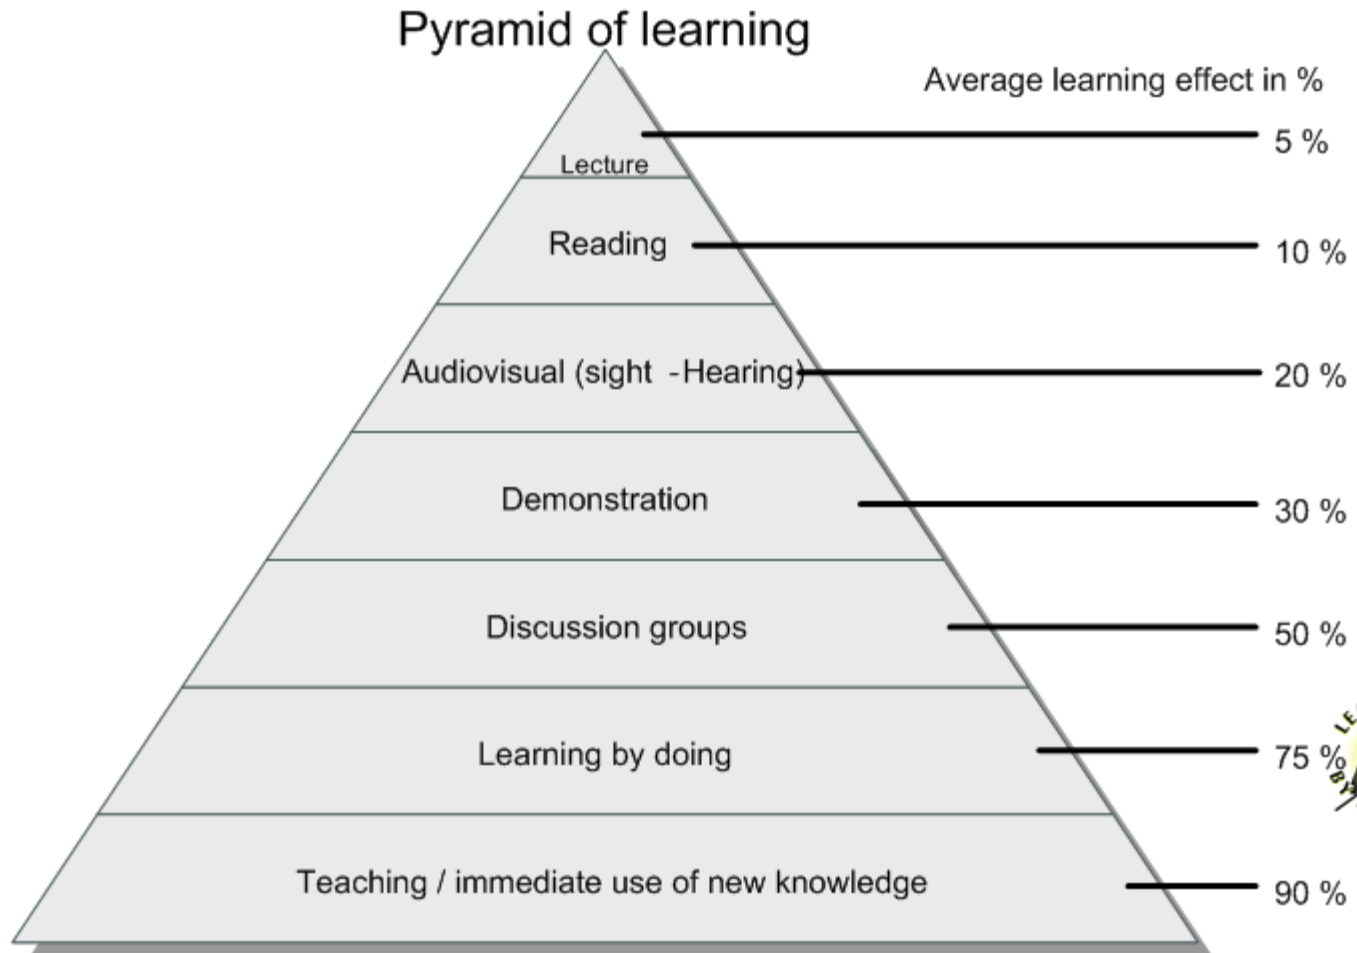 Pyramid of learning
Average learning effect in %
Lecture
5 %
Reading
10 %
Audiovisual (sight -Hearing)
20 %
Demonstration
30 %
Discussion groups
50 %
Learning by doing
75 %
Teaching / immediate use of new knowledge
90 %